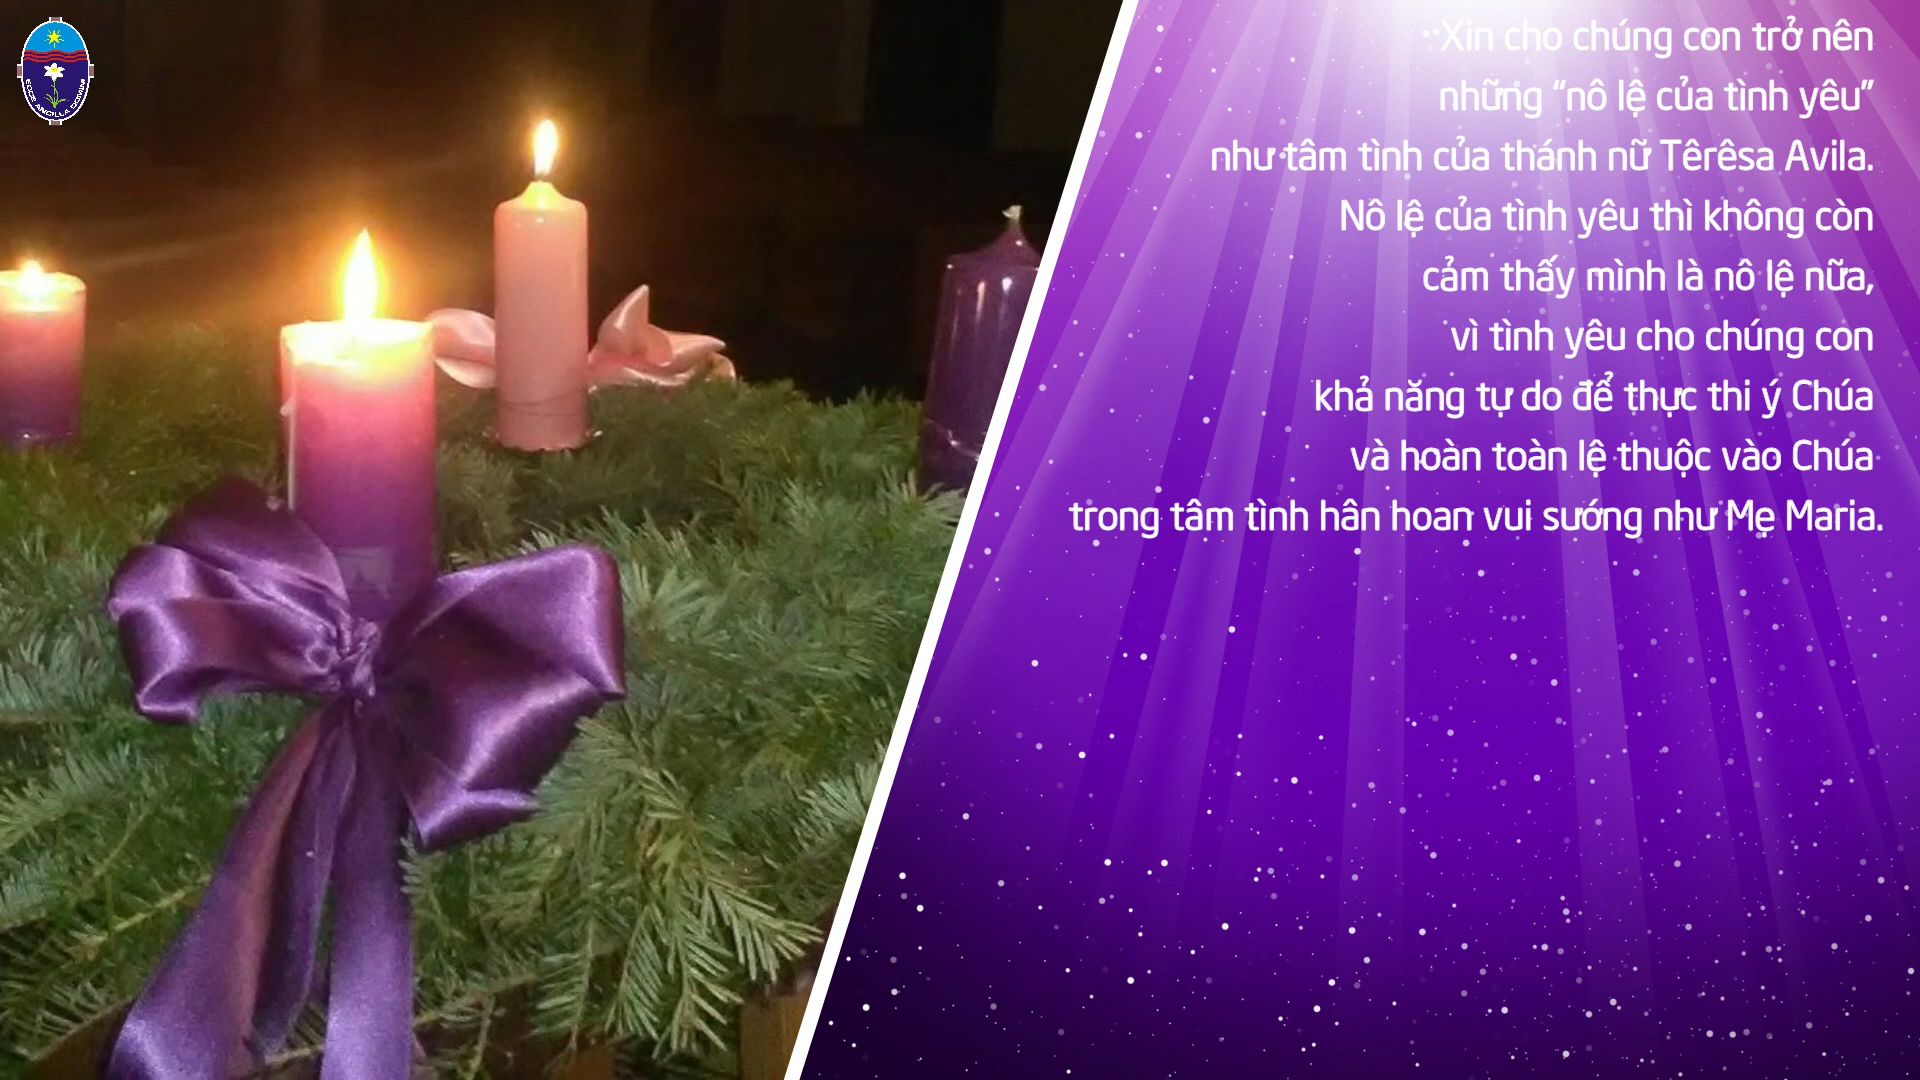 Xin cho chúng con trở nên
những “nô lệ của tình yêu”
như tâm tình của thánh nữ Têrêsa Avila.
Nô lệ của tình yêu thì không còn
cảm thấy mình là nô lệ nữa,
vì tình yêu cho chúng con
khả năng tự do để thực thi ý Chúa
và hoàn toàn lệ thuộc vào Chúa
trong tâm tình hân hoan vui sướng như Mẹ Maria.
ECCE ANCILLA DOMINI